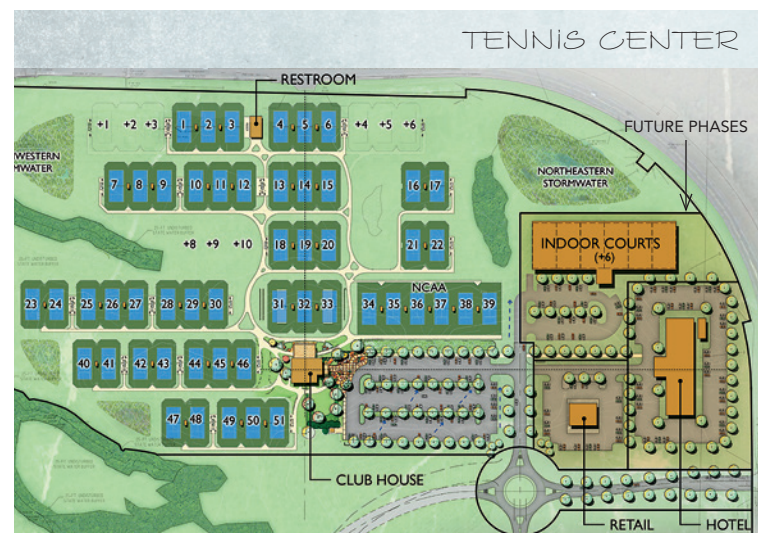 TENNIS CENTER
RESTROOM
+1 +2 +3 1 2 3 4 5 6 +4 +5 +6
FUTURE PHASES
WESTERN
MWATER
NORTHEASTERN
STORMWATER
7 8 9 10 11 12 13 14 15 16 17
+8 +9 +10 18 19 20 21 22
INDOOR COURTS
(+6)
NCAA
23 24 25 26 27 28 29 30 31 32 33 34 35 36 37 38 39
40 41 42 43 44 45 46
47 48 49 50 51
CLUB HOUSE
RETAIL
HOTEL